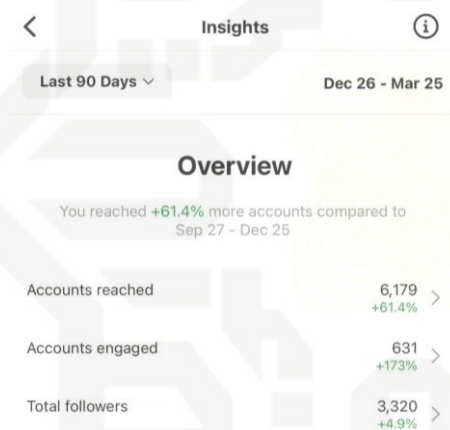 Insights
Last 90 Days
Dec 26 - Mar 25
Overview
You reached +61.4% more accounts compared to
Sep 27 - Dec 25
Accounts reached
6,179
+61.4%
Accounts engaged
631
+173%
Total followers
3,320
+4.9%